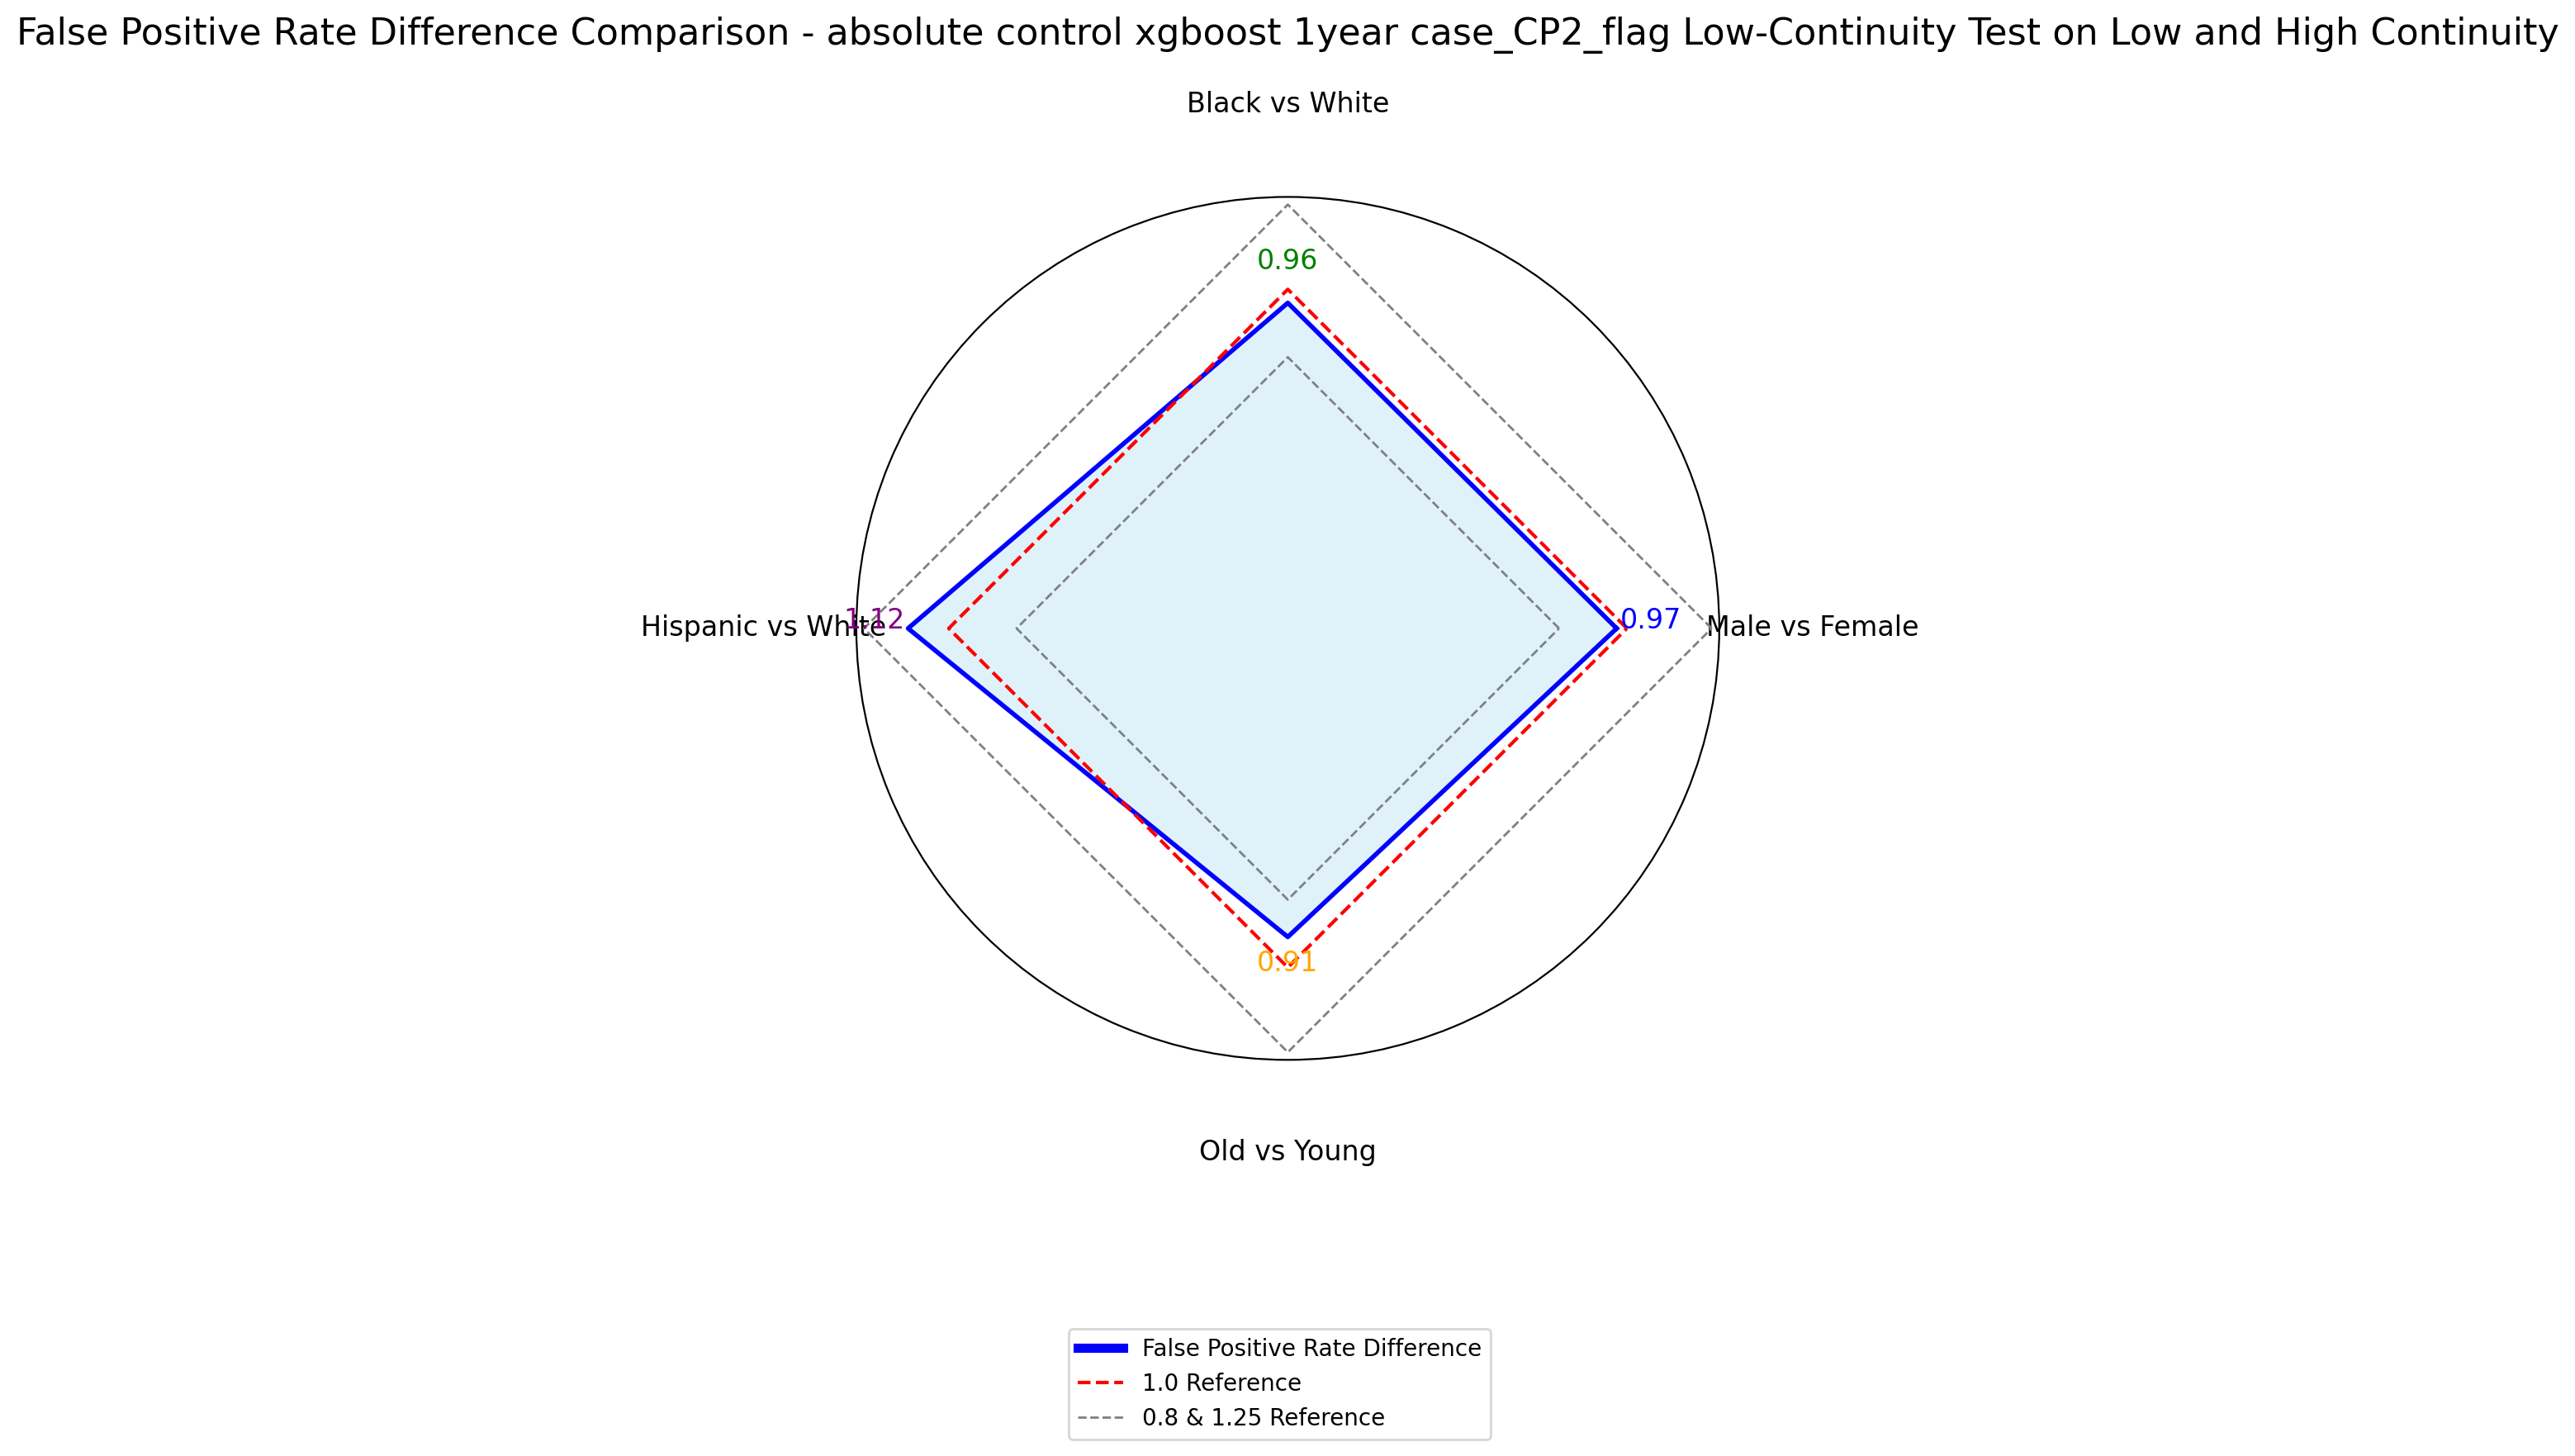 False Positive Rate Difference Comparison - absolute control xgboost 1year case_CP2_flag Low-Continuity Test on Low and High Continuity
Black vs White
0.96
Hispanic vs White
1.12
0.97
Male vs Female
0.91
Old vs Young
False Positive Rate Difference
1.0 Reference
0.8 & 1.25 Reference